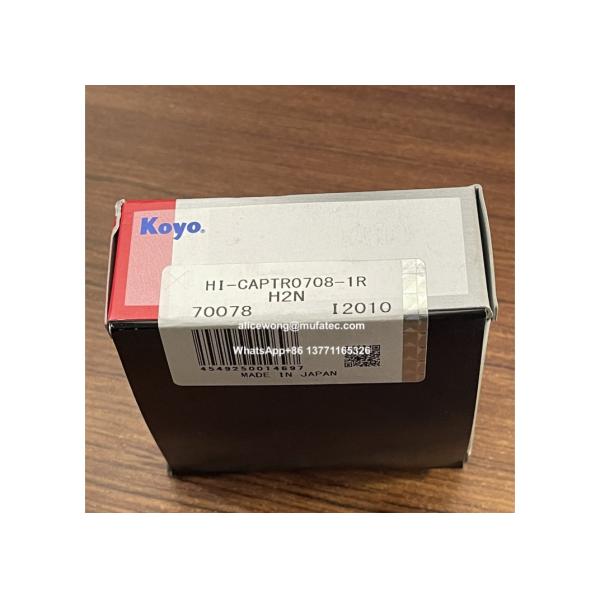 Koyo®
HI-CAPTR0708-1R
H2N
70078 I2010
alicewong@mufatec.com
WhatsApp+86 13771165326
4549250014697
MADE IN JAPAN